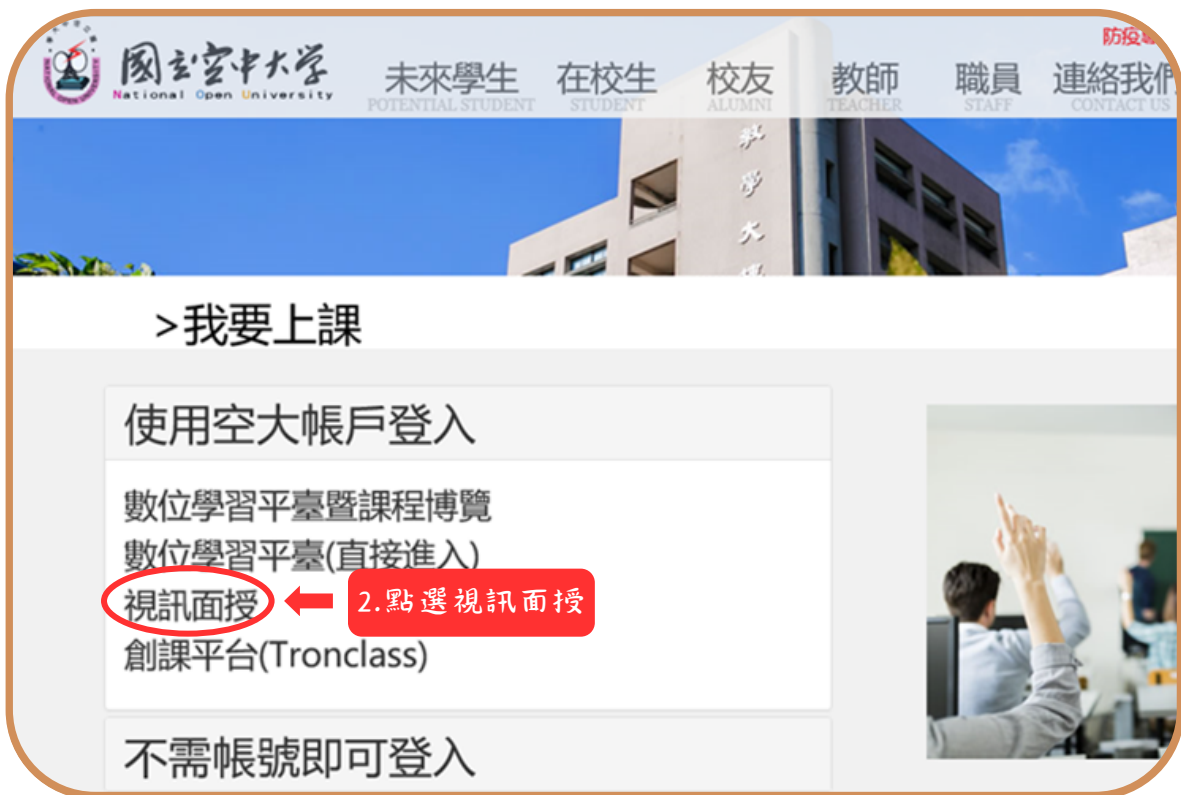 防疫
國立空中大學
National Open University
未來學生 在校生 校友 教師 職員 連絡我們
POTENTIAL STUDENT STUDENT ALUMNI TEACHER STAFF CONTACT US
教學大
>我要上課
使用空大帳戶登入
數位學習平臺暨課程博覽
數位學習平臺(直接進入)
視訊面授
2.點選視訊面授
創課平台(Tronclass)
不需帳號即可登入